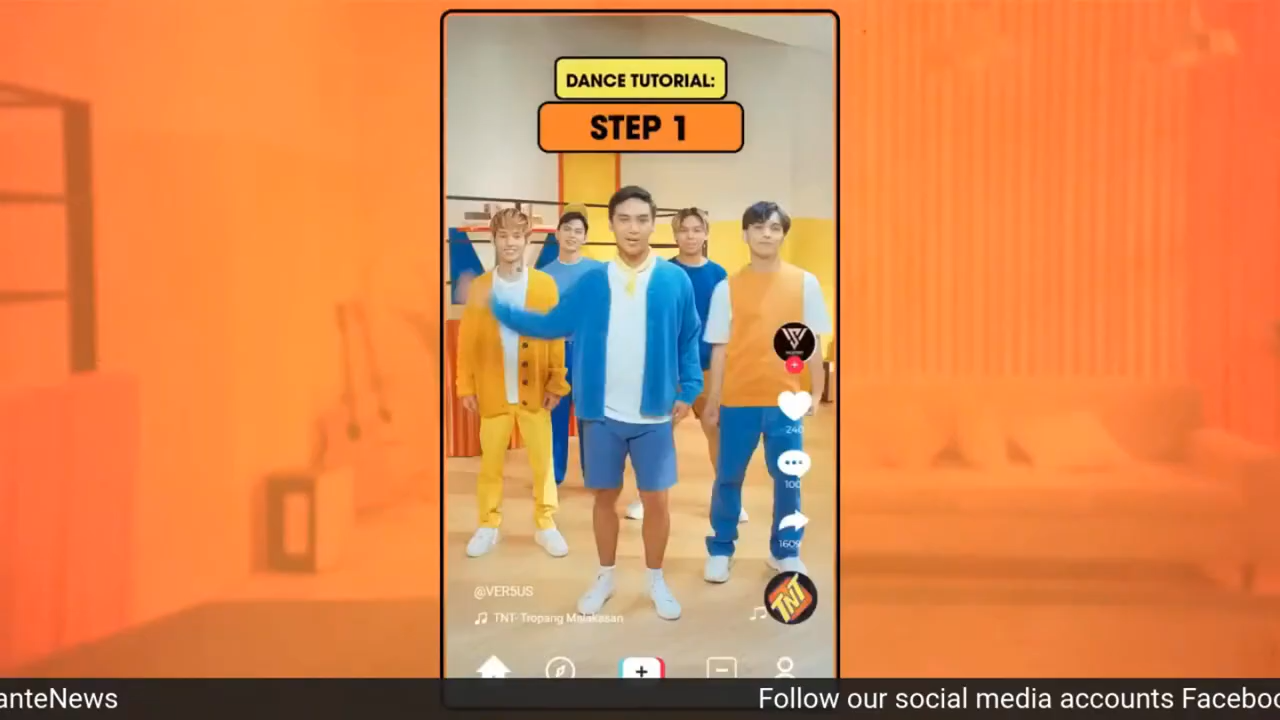 DANCE TUTORIAL:
STEP 1
240
100
1609
@VER5US
TNT- Tropang Malakasan
TNT
anteNews
Follow our social media accounts Faceboo